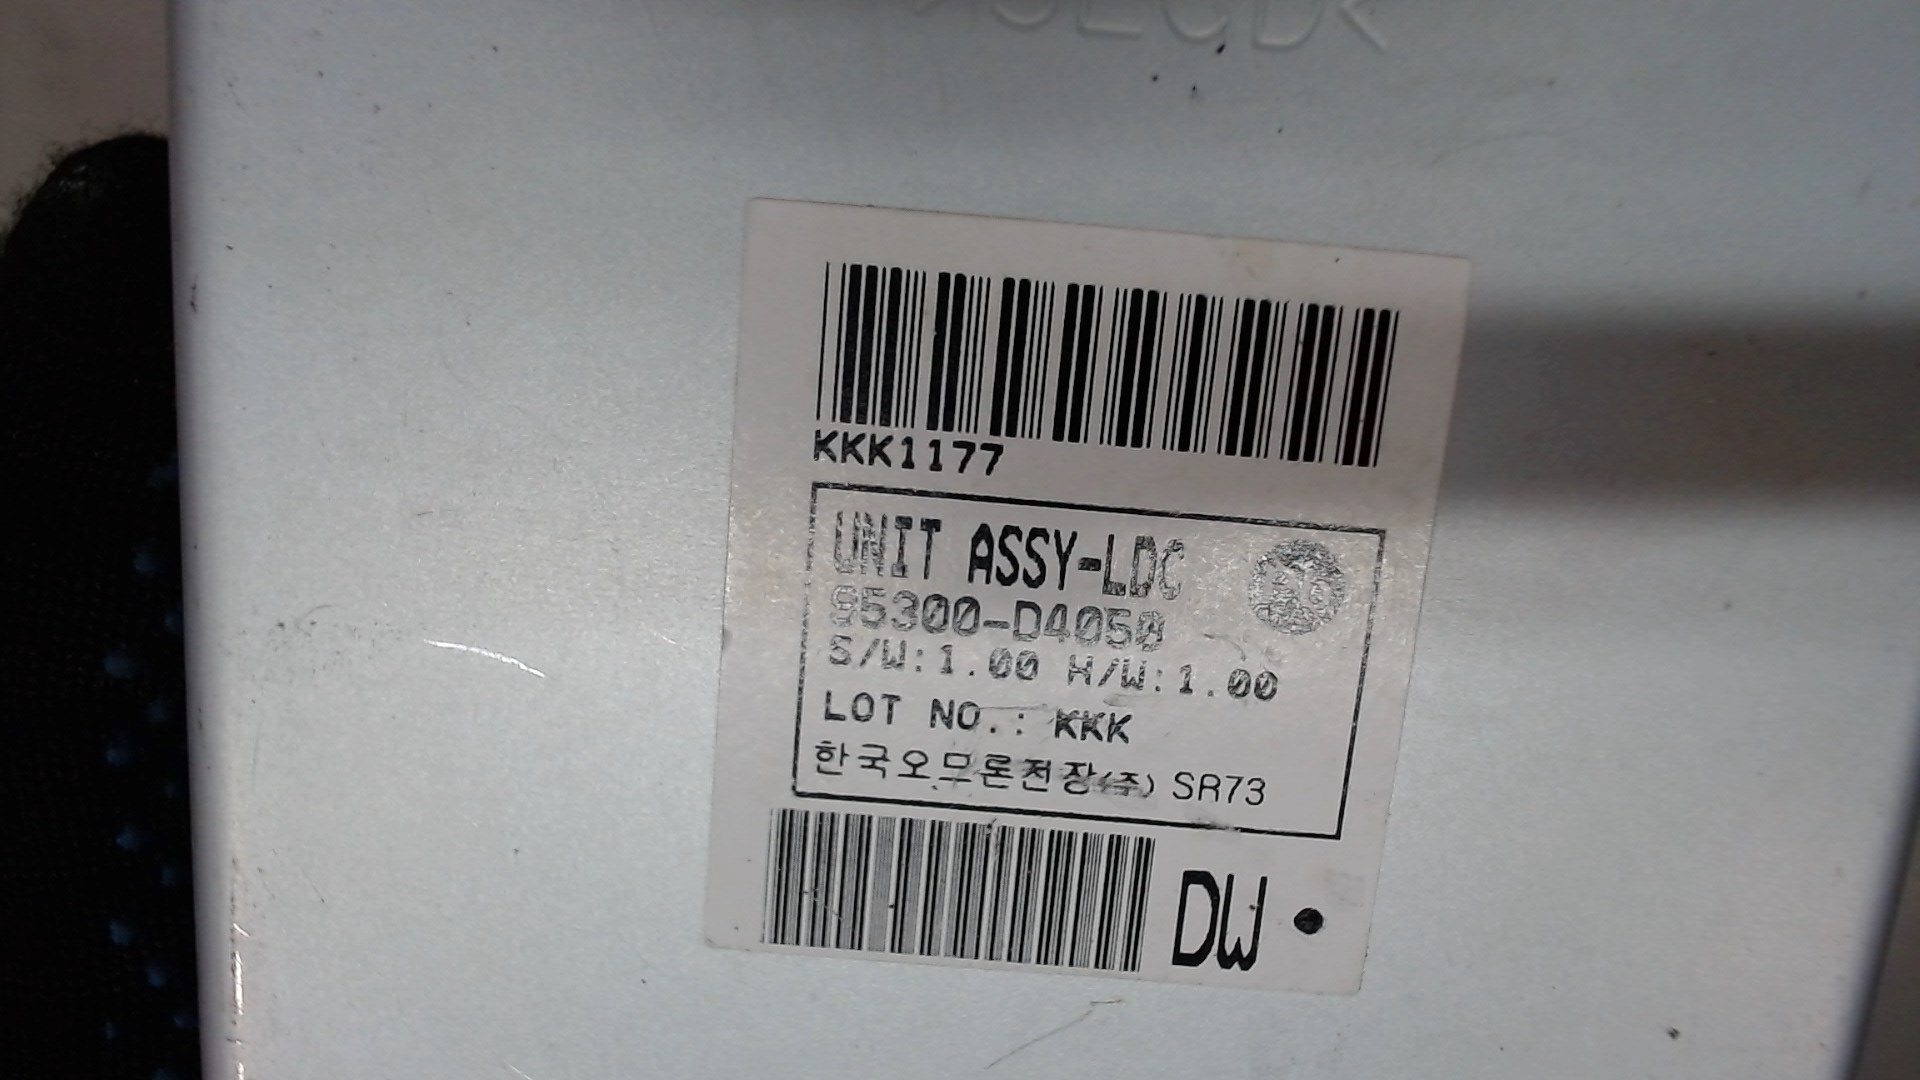 >SECD<
KKK1177
UNIT ASSY-LDC
95300-D4050
S/W:1.00 H/W:1.00
LOT NO.: KKK
한국오므론전장(주) SR73
DW